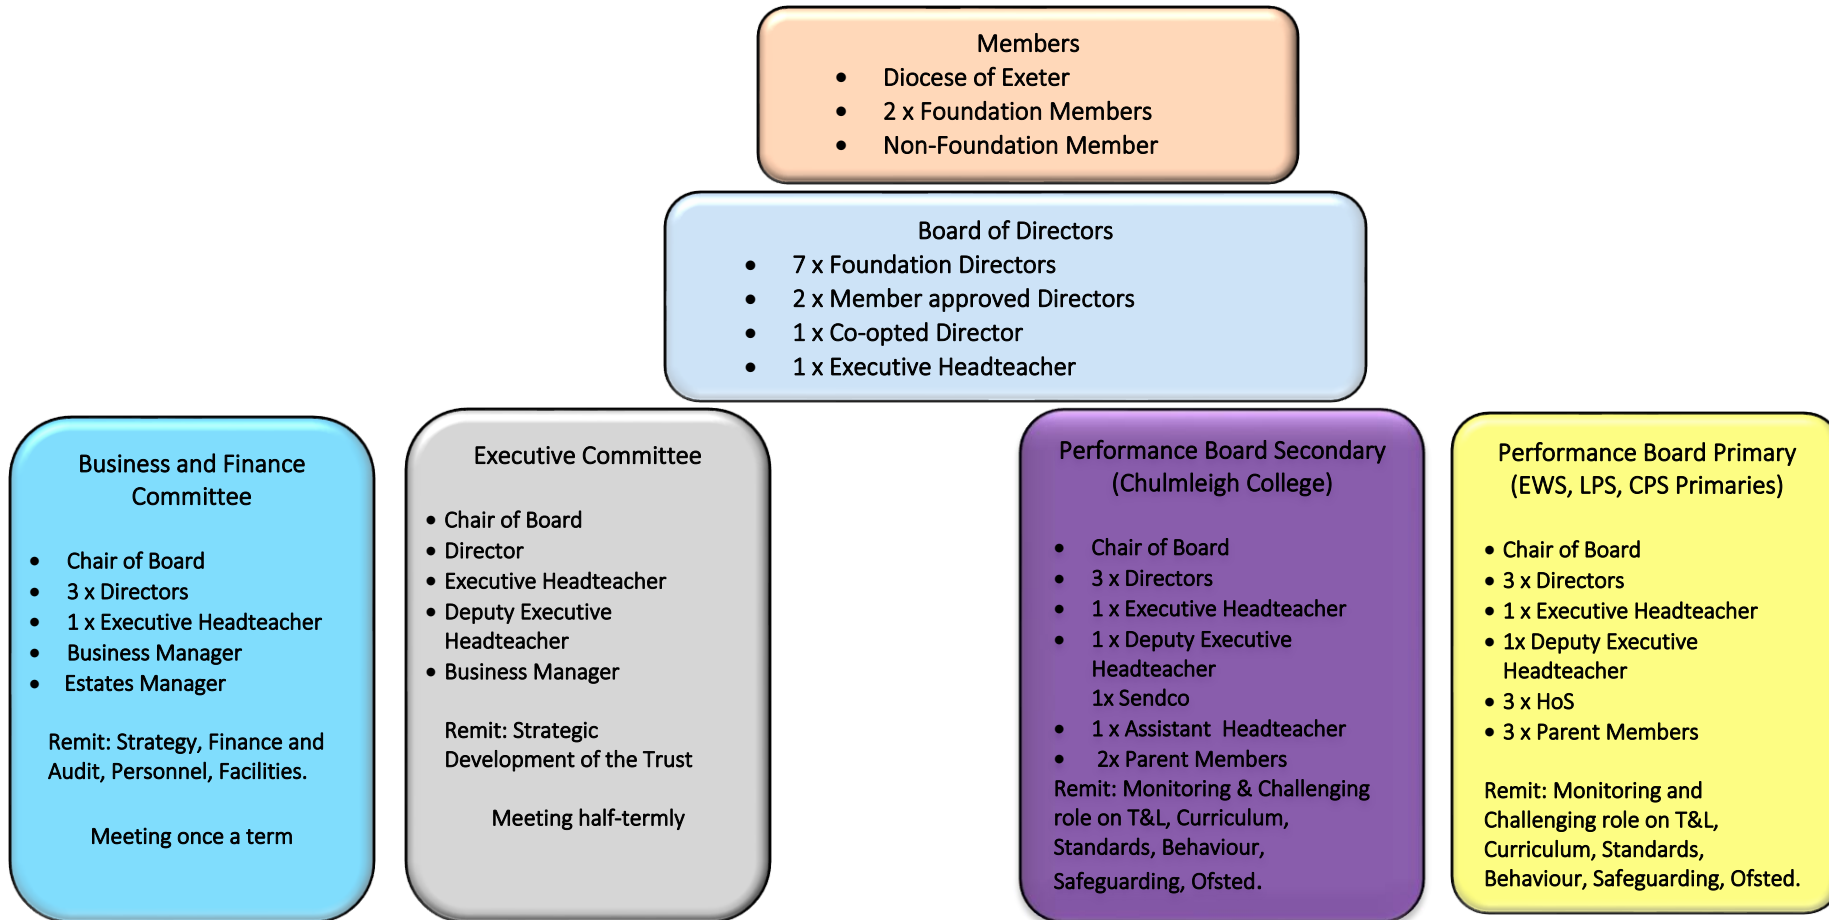 Members
• Diocese of Exeter
• 2 x Foundation Members
• Non-Foundation Member
Board of Directors
• 7 x Foundation Directors
• 2 x Member approved Directors
• 1 x Co-opted Director
• 1 x Executive Headteacher
Business and Finance
Committee
• Chair of Board
• 3 x Directors
• 1 x Executive Headteacher
• Business Manager
• Estates Manager
Remit: Strategy, Finance and
Audit, Personnel, Facilities.
Meeting once a term
Executive Committee
• Chair of Board
• Director
• Executive Headteacher
• Deputy Executive
Headteacher
• Business Manager
Remit: Strategic
Development of the Trust
Meeting half-termly
Performance Board Secondary
(Chulmleigh College)
• Chair of Board
• 3 x Directors
• 1 x Executive Headteacher
• 1 x Deputy Executive
Headteacher
1x Sendco
• 1 x Assistant Headteacher
• 2x Parent Members
Remit: Monitoring & Challenging
role on T&L, Curriculum,
Standards, Behaviour,
Safeguarding, Ofsted.
Performance Board Primary
(EWS, LPS, CPS Primaries)
• Chair of Board
• 3 x Directors
• 1 x Executive Headteacher
• 1x Deputy Executive
Headteacher
• 3 x HoS
• 3 x Parent Members
Remit: Monitoring and
Challenging role on T&L,
Curriculum, Standards,
Behaviour, Safeguarding, Ofsted.